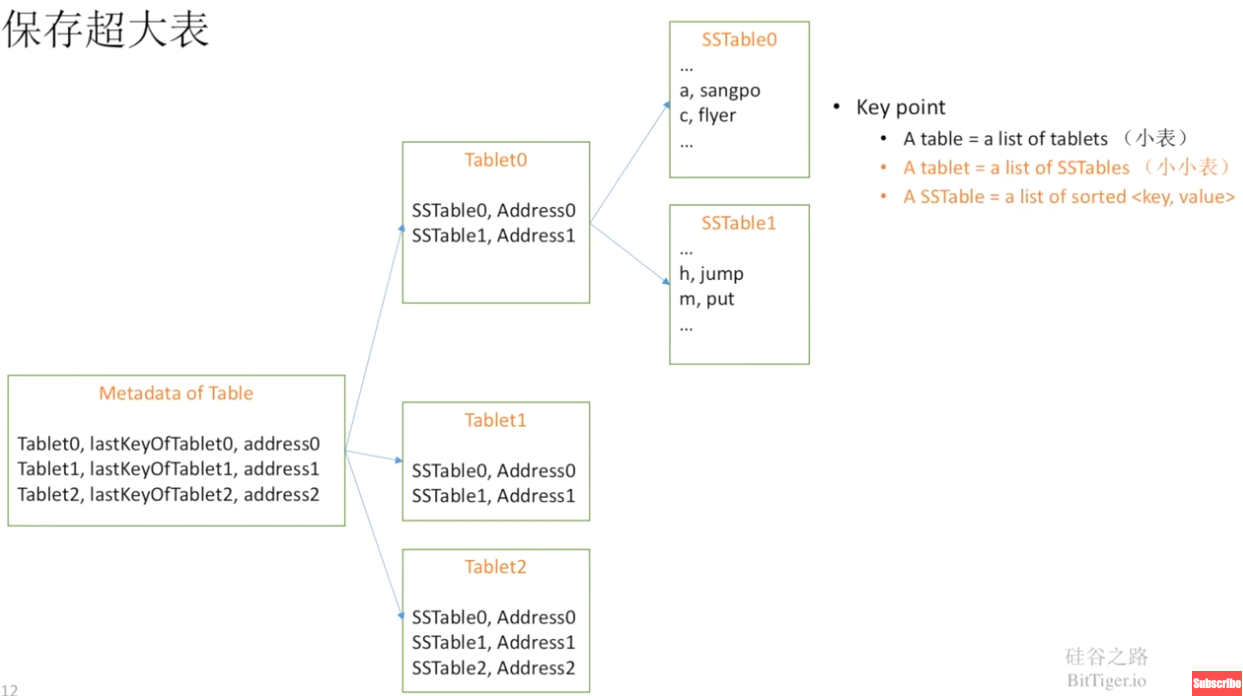 保存超大表
SSTable0
...
a, sangpo
c, flyer
...
Key point
A table = a list of tablets （小表）
A tablet = a list of SSTables （小小表）
A SSTable = a list of sorted <key, value>
Tablet0
SSTable0, Address0
SSTable1, Address1
SSTable1
...
h, jump
m, put
...
Metadata of Table
Tablet0, lastKeyOfTablet0, address0
Tablet1, lastKeyOfTablet1, address1
Tablet2, lastKeyOfTablet2, address2
Tablet1
SSTable0, Address0
SSTable1, Address1
Tablet2
SSTable0, Address0
SSTable1, Address1
SSTable2, Address2
硅谷之路
BitTiger.io
Subscribe
12